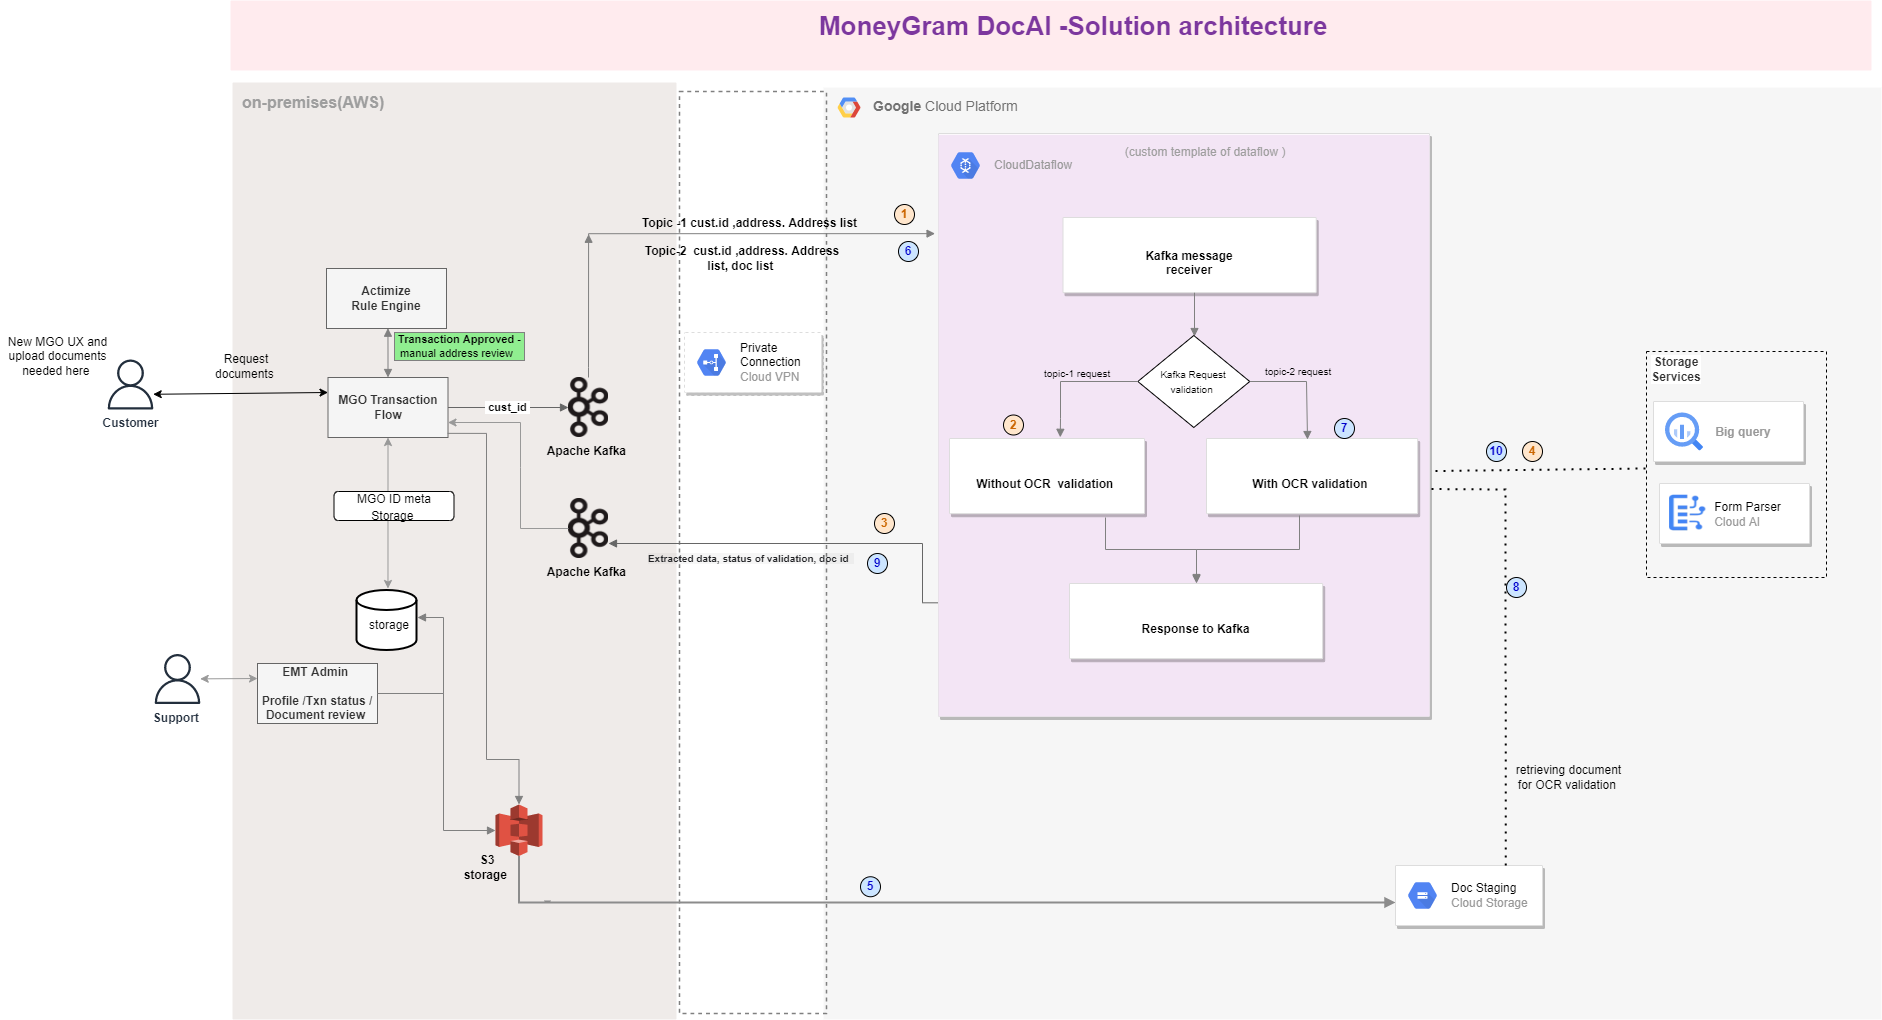 MoneyGram DocAI -Solution architecture
on-premises(AWS)
Google Cloud Platform
CloudDataflow
(custom template of dataflow )
Topic -1 cust.id ,address. Address list
1
Topic-2 cust.id ,address. Address
list, doc list
6
Kafka message
receiver
Actimize
Rule Engine
Transaction Approved -
manual address review
New MGO UX and
upload documents
needed here
Customer
Request
documents
MGO Transaction
Flow
cust_id
Apache Kafka
Private
Connection
Cloud VPN
Kafka Request
validation
topic-1 request
topic-2 request
2
7
Without OCR validation
With OCR validation
10
4
Storage
Services
Big query
Form Parser
Cloud AI
MGO ID meta
Storage
Apache Kafka
3
Extracted data, status of validation, doc id
9
8
Response to Kafka
storage
Support
EMT Admin
Profile /Txn status /
Document review
retrieving document
for OCR validation
S3
storage
5
Doc Staging
Cloud Storage